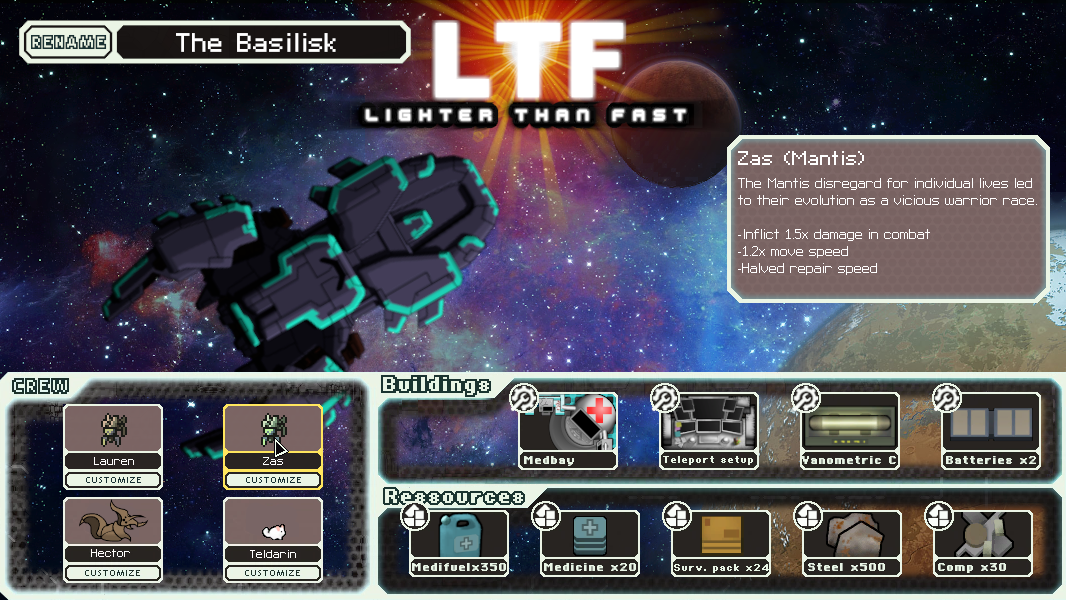 RENAME
The Basilisk
LTF
LIGHTER THAN FAST
Zas (Mantis)
The Mantis disregard for individual lives led
to their evolution as a vicious warrior race.
-Inflict 1.5x damage in combat
-1.2x move speed
-Halved repair speed
CREW
Lauren
CUSTOMIZE
Zas
CUSTOMIZE
Hector
CUSTOMIZE
Teldarin
CUSTOMIZE
Buildings
Medbay
Teleport setup
Vanometric C
Batteries x2
Ressources
Medifuelx350
Medicine x20
Surv. pack x24
Steel x500
Comp x30